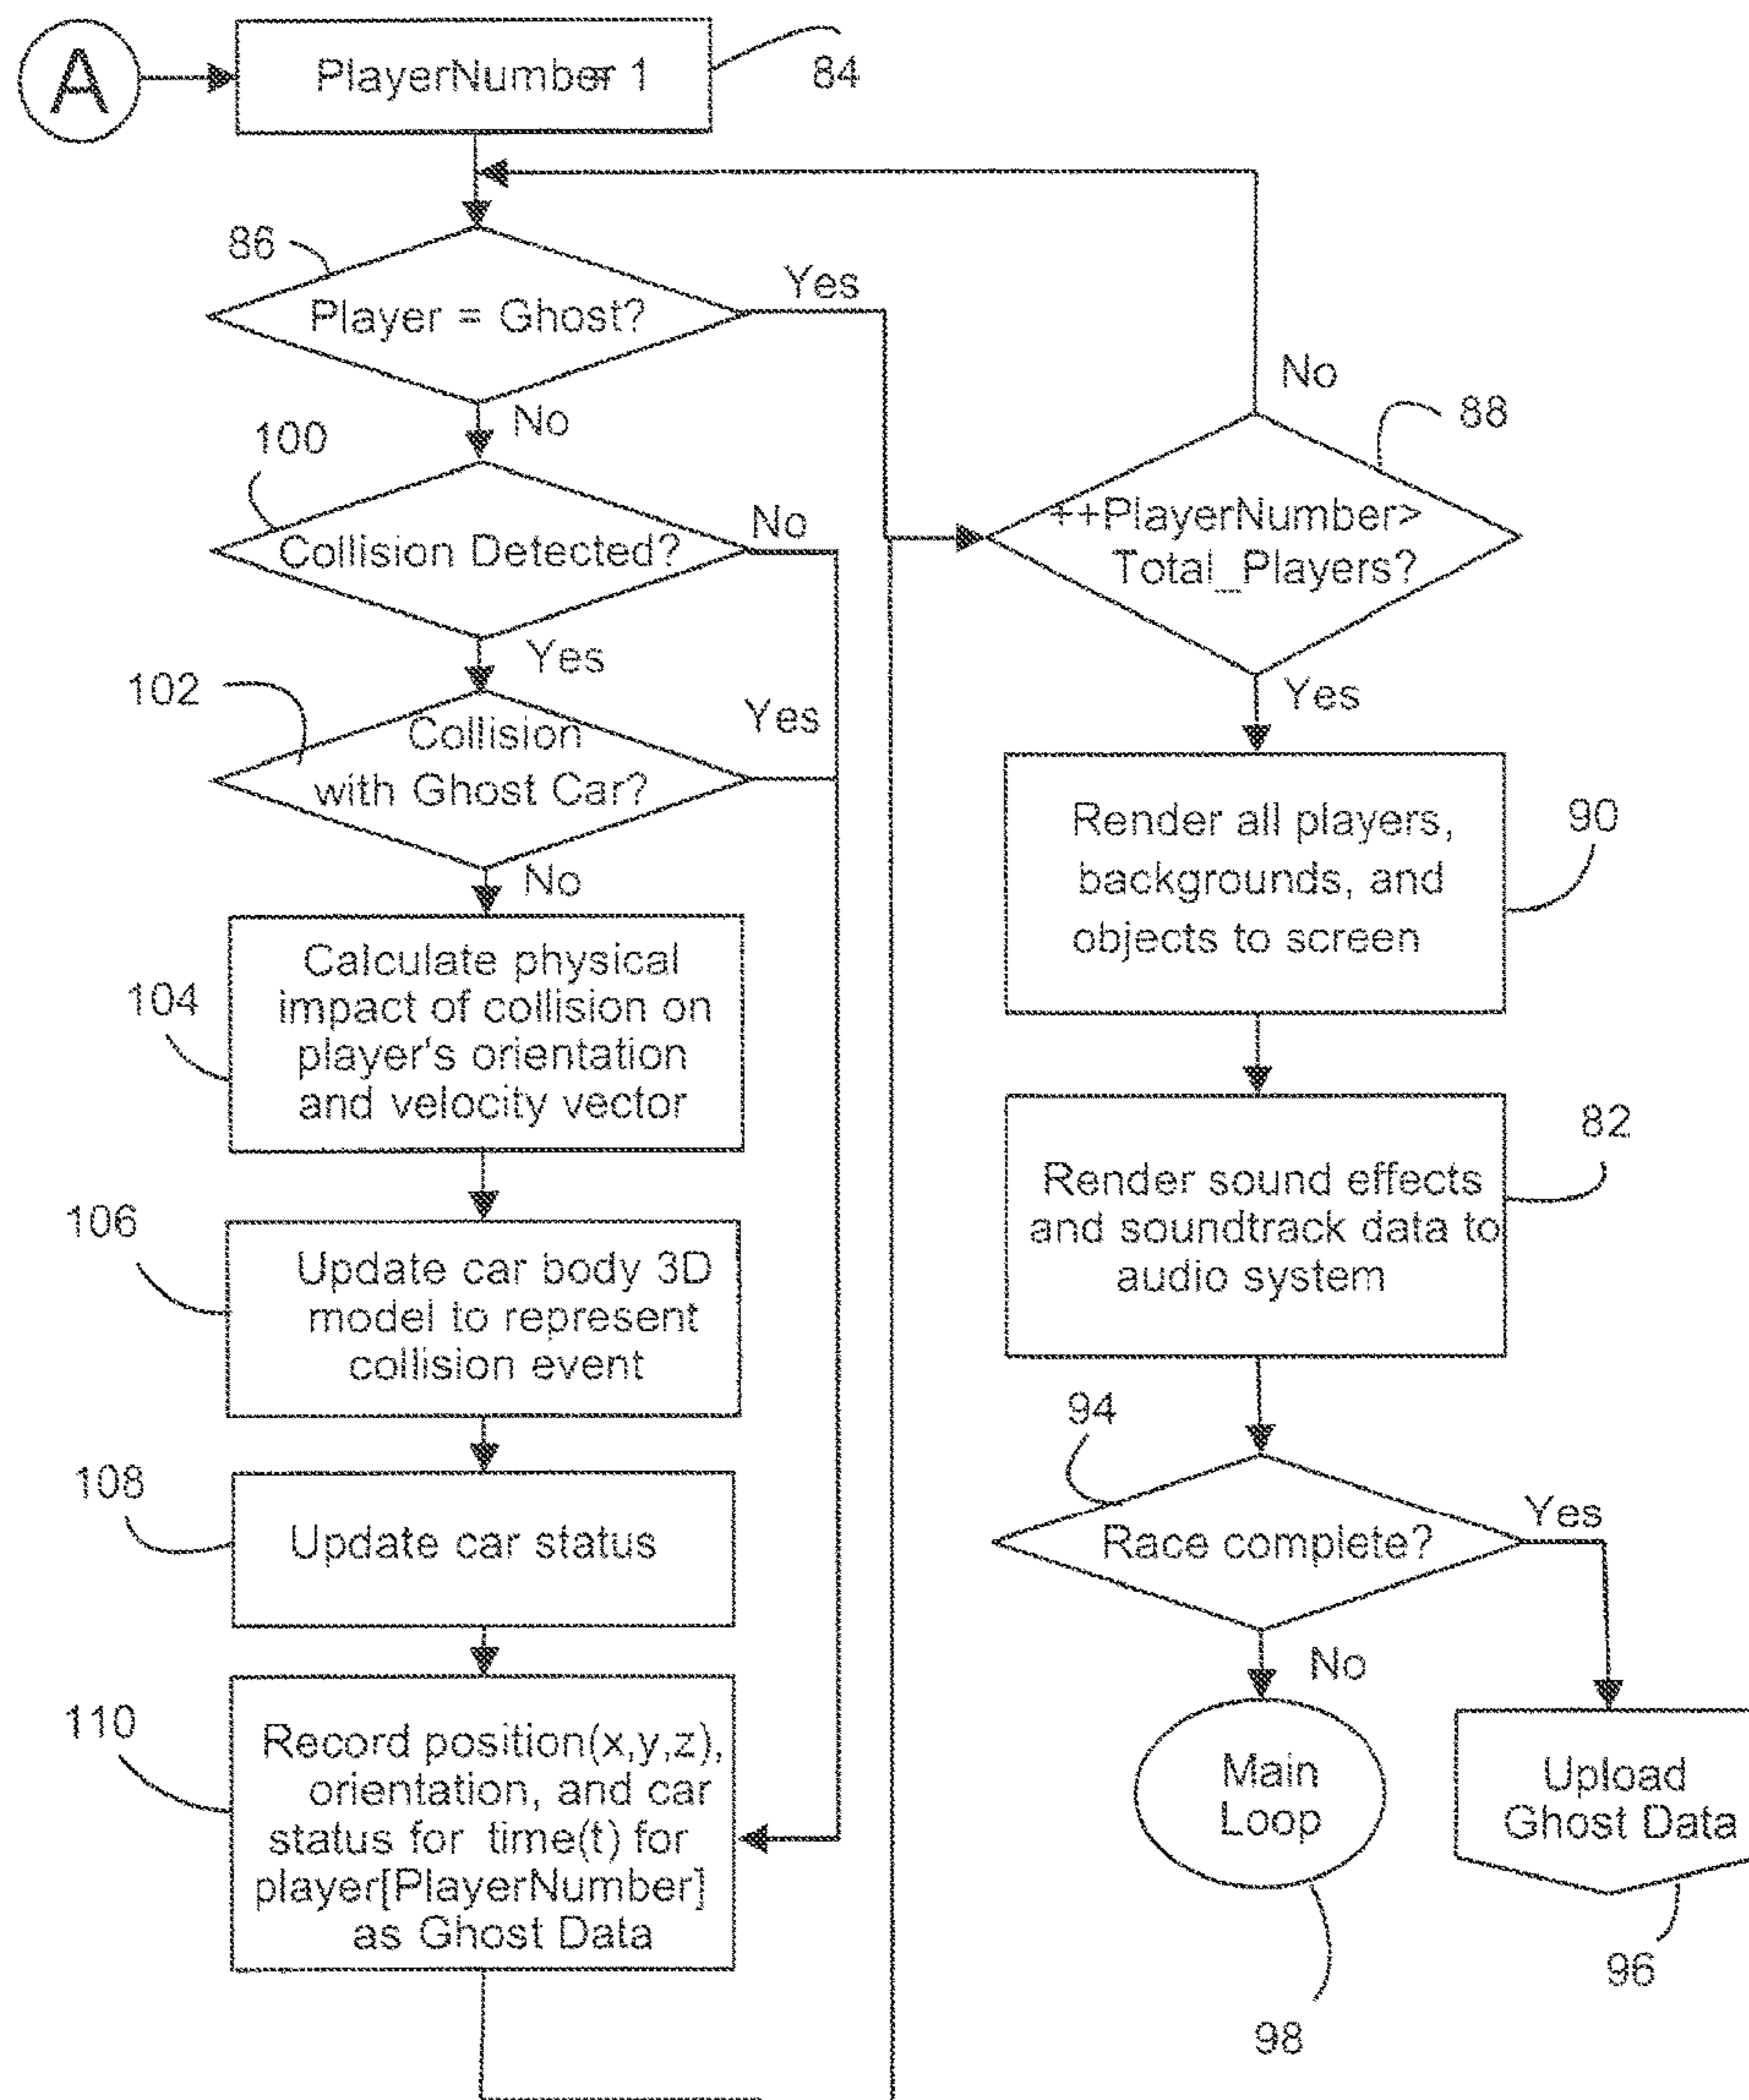 A
PlayerNumber= 1
84
86
Player = Ghost?
Yes
No
100
Collision Detected?
No
Yes
102
Collision
with Ghost Car?
Yes
No
104
Calculate physical
impact of collision on
player's orientation
and velocity vector
106
Update car body 3D
model to represent
collision event
108
Update car status
110
Record position(x,y,z),
orientation, and car
status for time(t) for
player[PlayerNumber]
as Ghost Data
No
88
++PlayerNumber>
Total_Players?
Yes
90
Render all players,
backgrounds, and
objects to screen
82
Render sound effects
and soundtrack data to
audio system
94
Race complete?
Yes
No
Main
Loop
98
Upload
Ghost Data
96